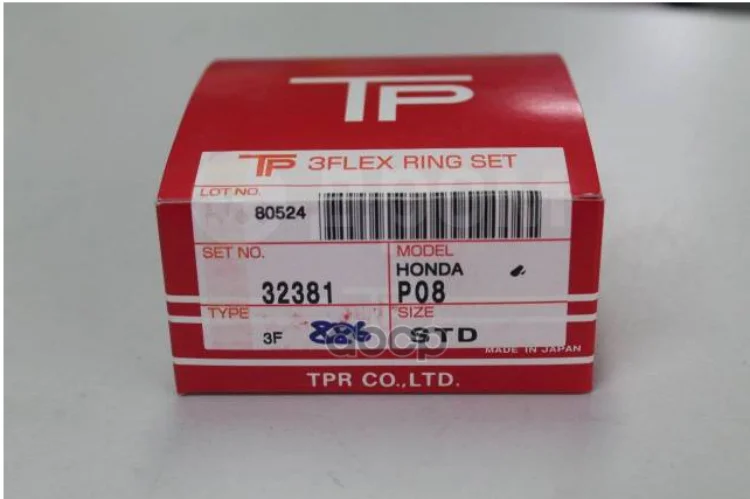 TP
TP 3FLEX RING SET
LOT NO.
80524
SET NO.
32381
MODEL
HONDA
P08
TYPE
3F
SIZE
STD
MADE IN JAPAN
TPR CO.,LTD.